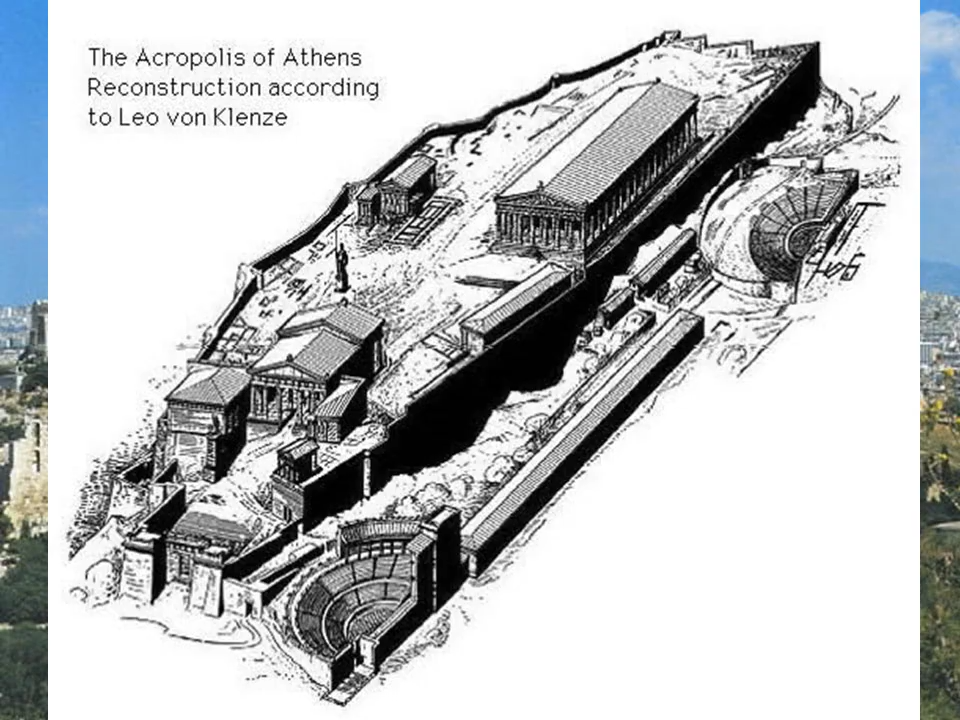 The Acropolis of Athens
Reconstruction according
to Leo von Klenze